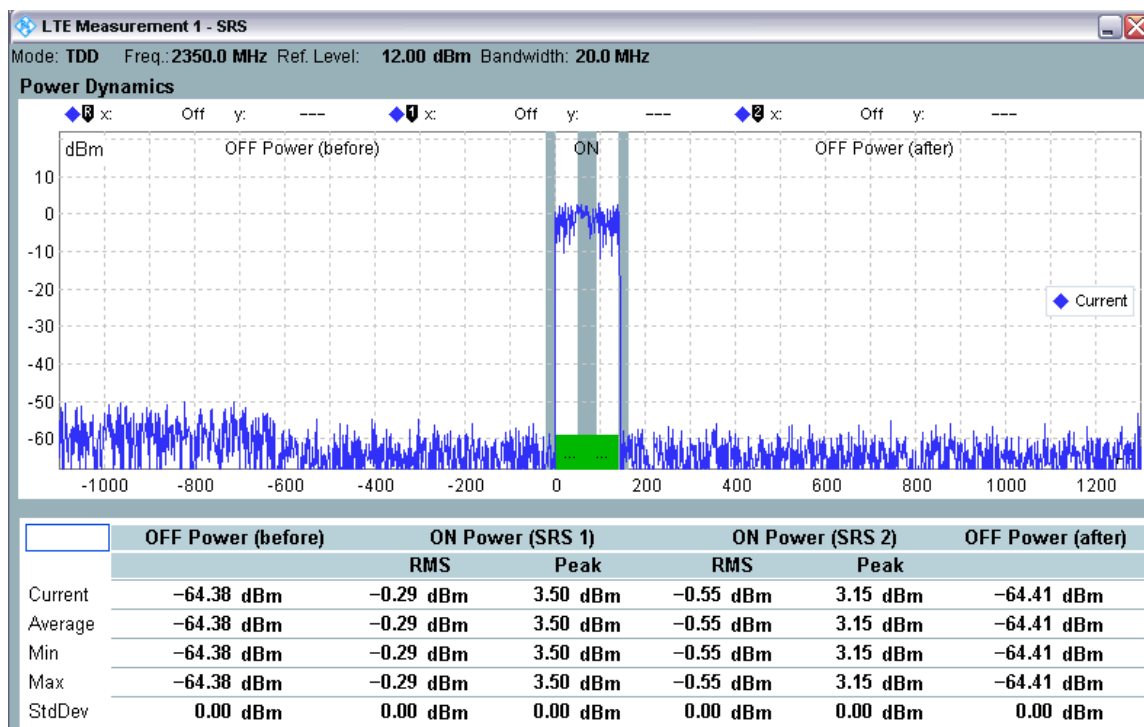 LTE Measurement 1 - SRS
Mode: TDD Freq.: 2350.0 MHz Ref. Level: 12.00 dBm Bandwidth: 20.0 MHz
Power Dynamics
R x: Off y: --- 1 x: Off y: --- 2 x: Off y: ---
dBm OFF Power (before) ON OFF Power (after)
10
0
-10
-20
Current
-30
-40
-50
-60
... ...
-1000 -800 -600 -400 -200 0 200 400 600 800 1000 1200
OFF Power (before) ON Power (SRS 1) ON Power (SRS 2) OFF Power (after)
RMS Peak RMS Peak
Current −64.38 dBm −0.29 dBm 3.50 dBm −0.55 dBm 3.15 dBm −64.41 dBm
Average −64.38 dBm −0.29 dBm 3.50 dBm −0.55 dBm 3.15 dBm −64.41 dBm
Min −64.38 dBm −0.29 dBm 3.50 dBm −0.55 dBm 3.15 dBm −64.41 dBm
Max −64.38 dBm −0.29 dBm 3.50 dBm −0.55 dBm 3.15 dBm −64.41 dBm
StdDev 0.00 dBm 0.00 dBm 0.00 dBm 0.00 dBm 0.00 dBm 0.00 dBm